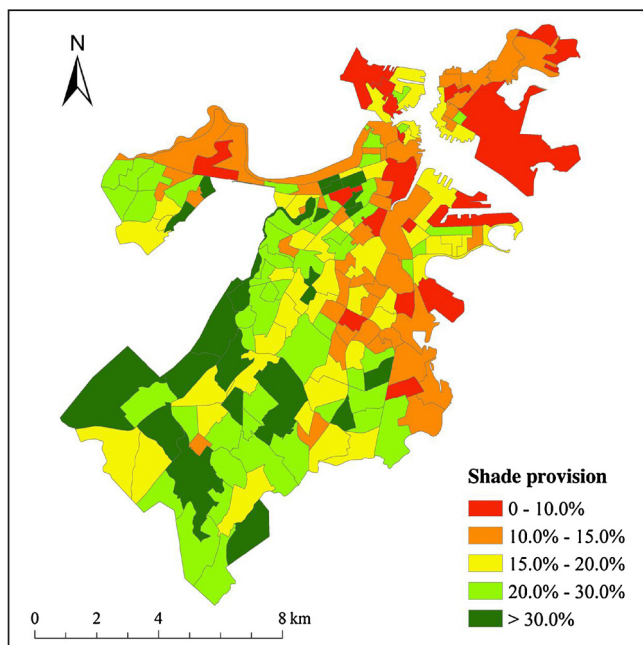 N
Shade provision
0 - 10.0%
10.0% - 15.0%
15.0% - 20.0%
20.0% - 30.0%
> 30.0%
0 2 4 8 km